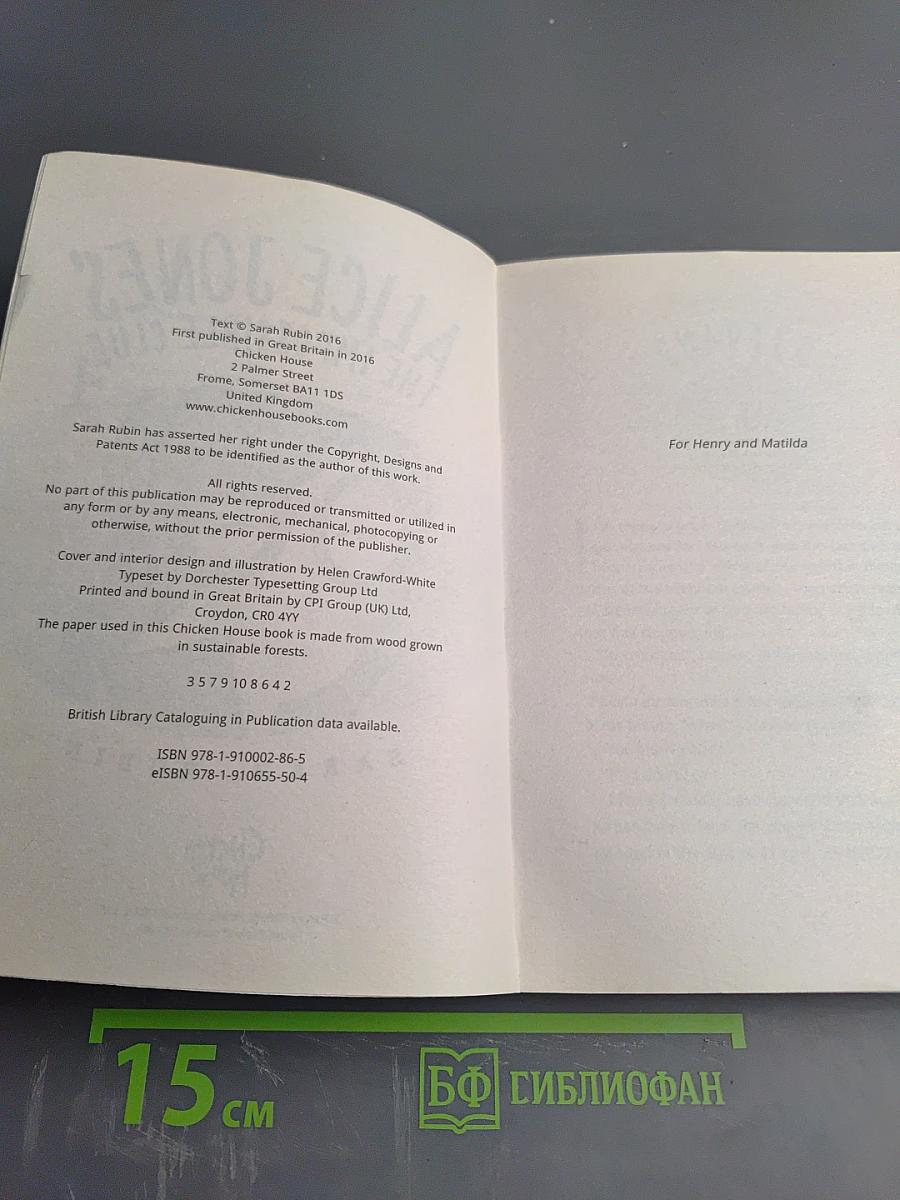 Text © Sarah Rubin 2016
First published in Great Britain in 2016
Chicken House
2 Palmer Street
Frome, Somerset BA11 1DS
United Kingdom
www.chickenhousebooks.com
Sarah Rubin has asserted her right under the Copyright, Designs and
Patents Act 1988 to be identified as the author of this work.
All rights reserved.
No part of this publication may be reproduced or transmitted or utilized in
any form or by any means, electronic, mechanical, photocopying or
otherwise, without the prior permission of the publisher.
Cover and interior design and illustration by Helen Crawford-White
Typeset by Dorchester Typesetting Group Ltd
Printed and bound in Great Britain by CPI Group (UK) Ltd,
Croydon, CR0 4YY
The paper used in this Chicken House book is made from wood grown
in sustainable forests.
3 5 7 9 10 8 6 4 2
British Library Cataloguing in Publication data available.
ISBN 978-1-910002-86-5
eISBN 978-1-910655-50-4
For Henry and Matilda
15 см
БФ БИБЛИОФАН